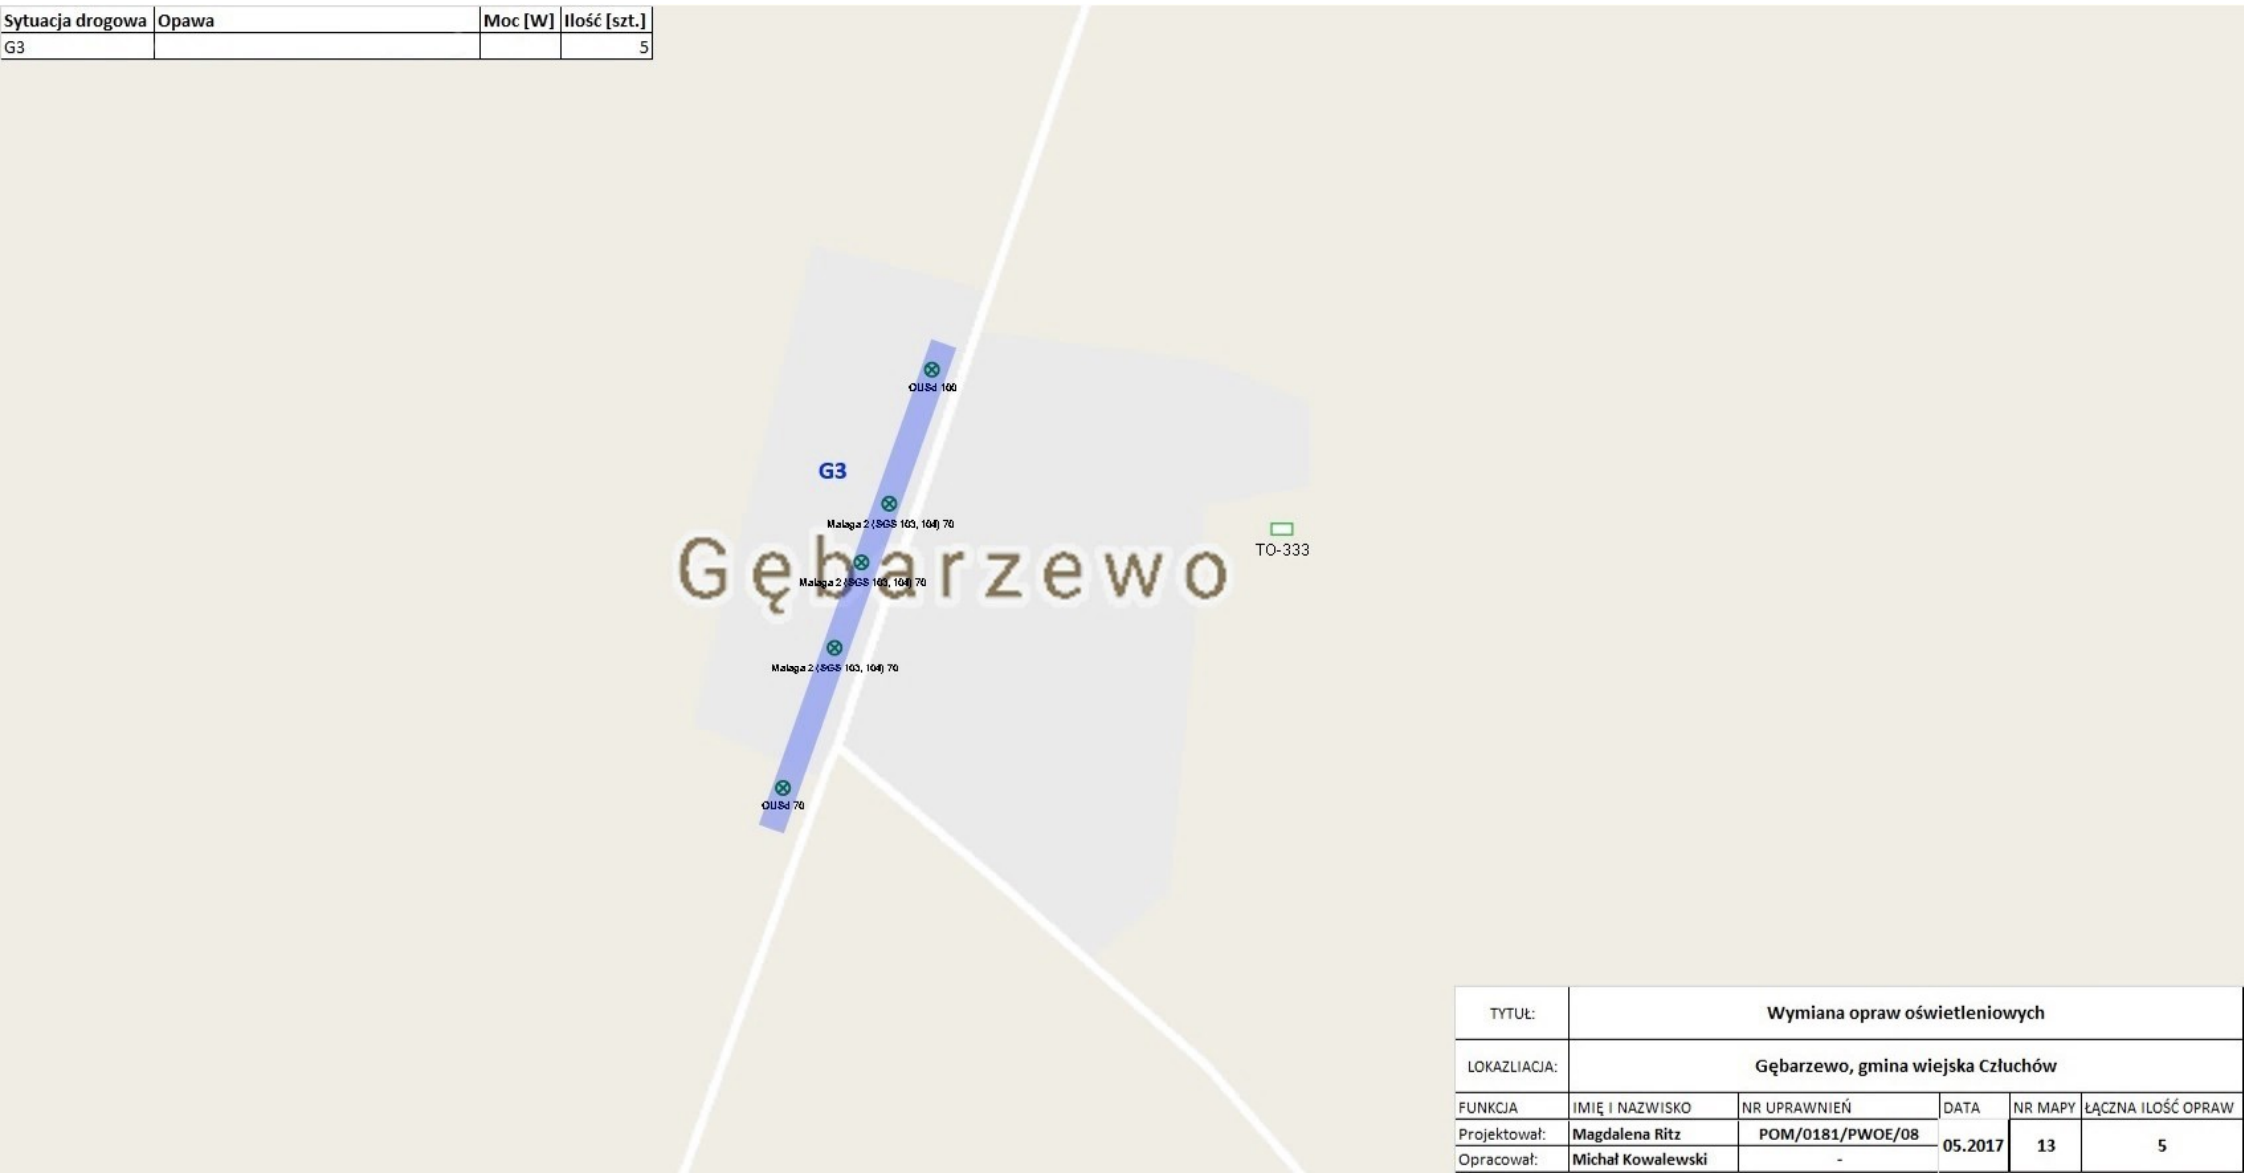 Sytuacja drogowa Opawa Moc [W] Ilość [szt.]
G3 5
OUSd 100
G3
Malaga 2 (SGS 103, 104) 70
Gębarzewo
TO-333
Malaga 2 (SGS 103, 104) 70
Malaga 2 (SGS 103, 104) 70
OUSd 70
TYTUŁ: Wymiana opraw oświetleniowych
LOKAZLIACJA: Gębarzewo, gmina wiejska Człuchów
FUNKCJA IMIĘ I NAZWISKO NR UPRAWNIEŃ DATA NR MAPY ŁĄCZNA ILOŚĆ OPRAW
Projektował: Magdalena Ritz POM/0181/PWOE/08 05.2017 13 5
Opracował: Michał Kowalewski -